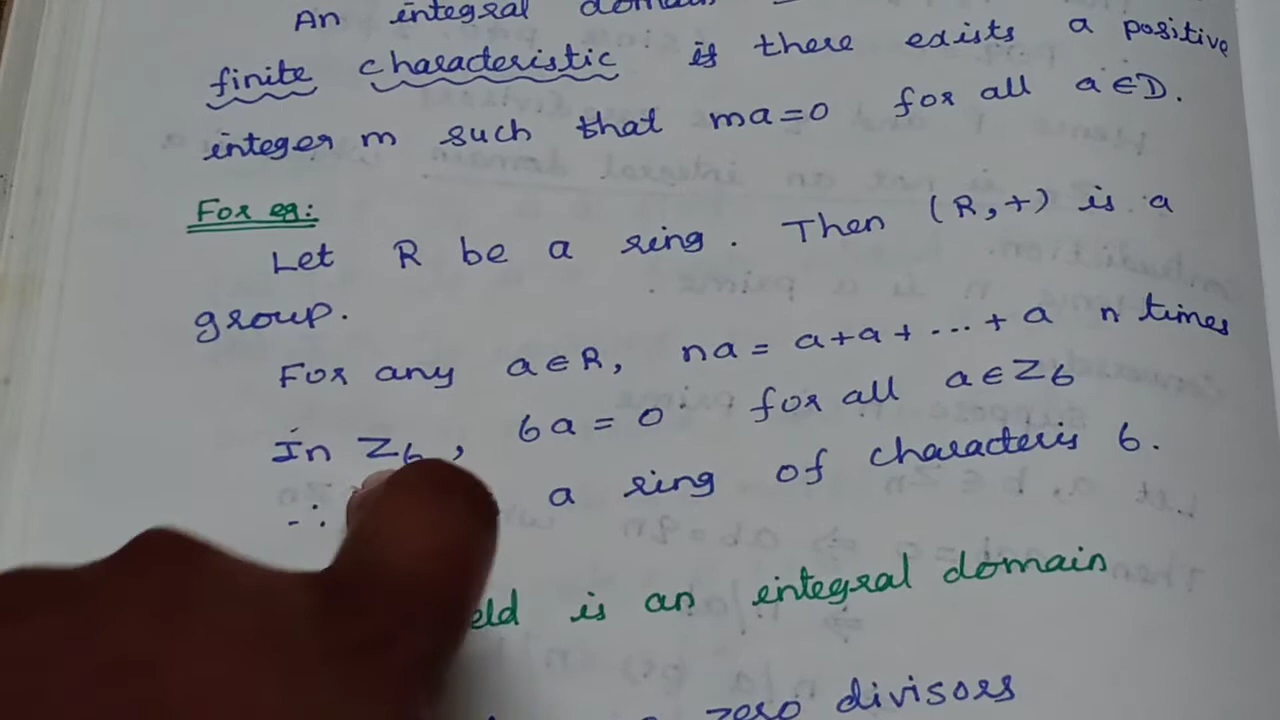 An integral domain
finite characteristic is there exists a positive
integer m such that ma=0 for all a∈D.
For eg:
Let R be a ring. Then (R,+) is a
group.
For any a∈R, na = a+a+...+a n times
In Z6, 6a = 0 for all a∈Z6
∴ a ring of characteris 6.
eld is an integral domain
zero divisors